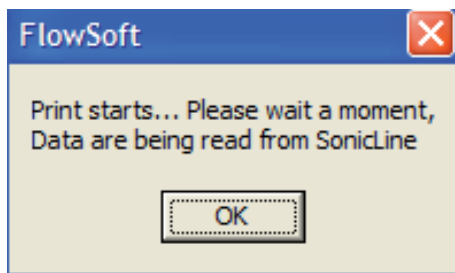 FlowSoft
Print starts... Please wait a moment,
Data are being read from SonicLine
OK